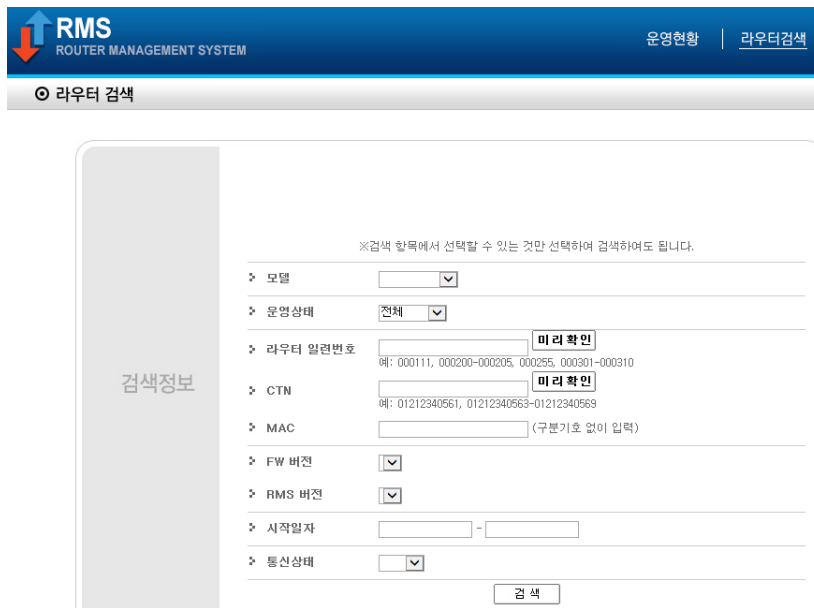 RMS
ROUTER MANAGEMENT SYSTEM
운영현황 | 라우터검색
라우터 검색
※검색 항목에서 선택할 수 있는 것만 선택하여 검색하여도 됩니다.
검색정보
모델
운영상태 전체
라우터 일련번호 미리확인
예: 000111, 000200-000205, 000255, 000301-000310
CTN 미리확인
예: 01212340561, 01212340563-01212340569
MAC (구분기호 없이 입력)
FW 버전
RMS 버전
시작일자 -
통신상태
검 색